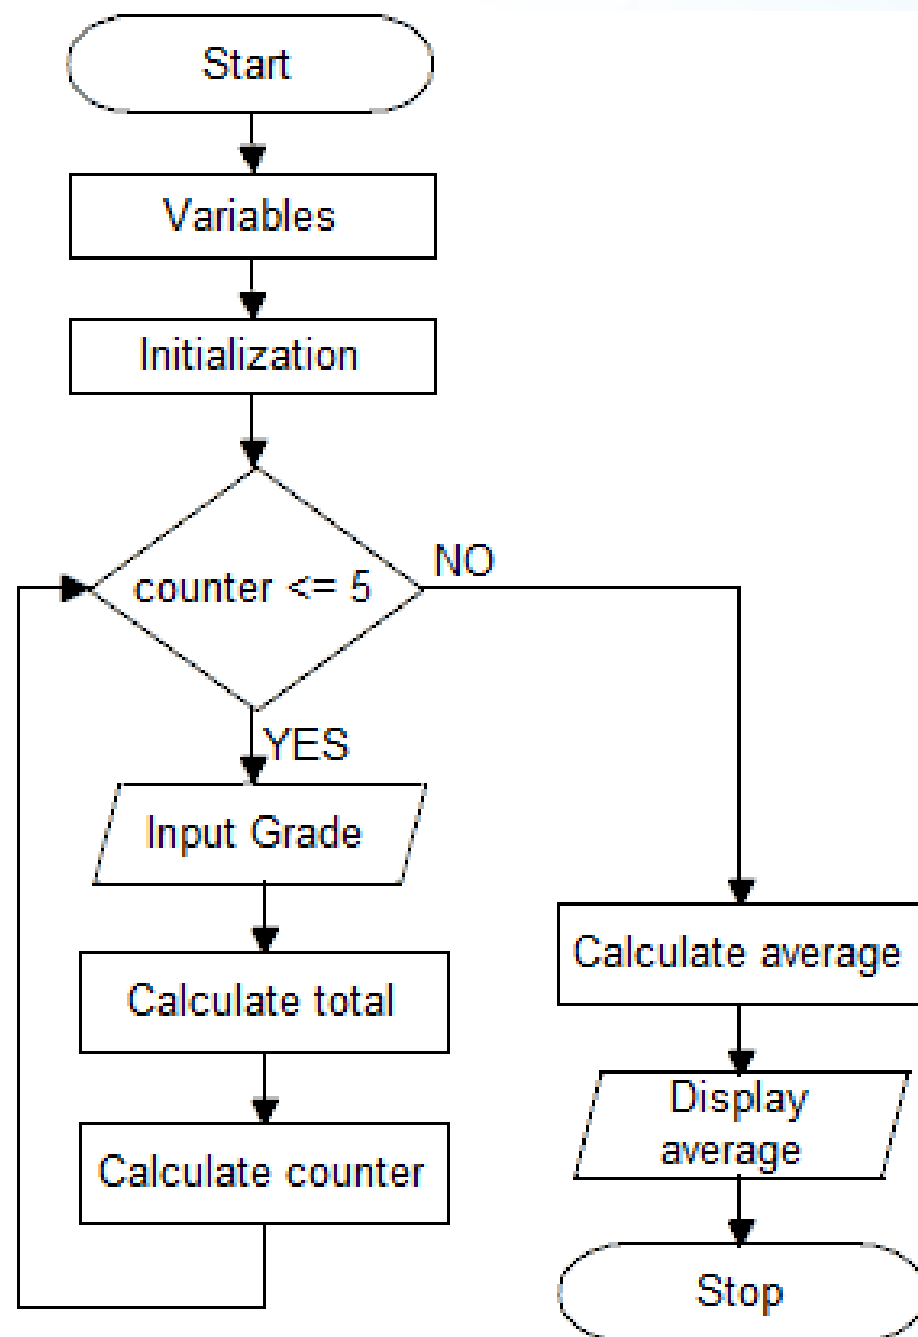 Start
Variables
Initialization
counter <= 5
NO
YES
Input Grade
Calculate total
Calculate counter
Calculate average
Display
average
Stop